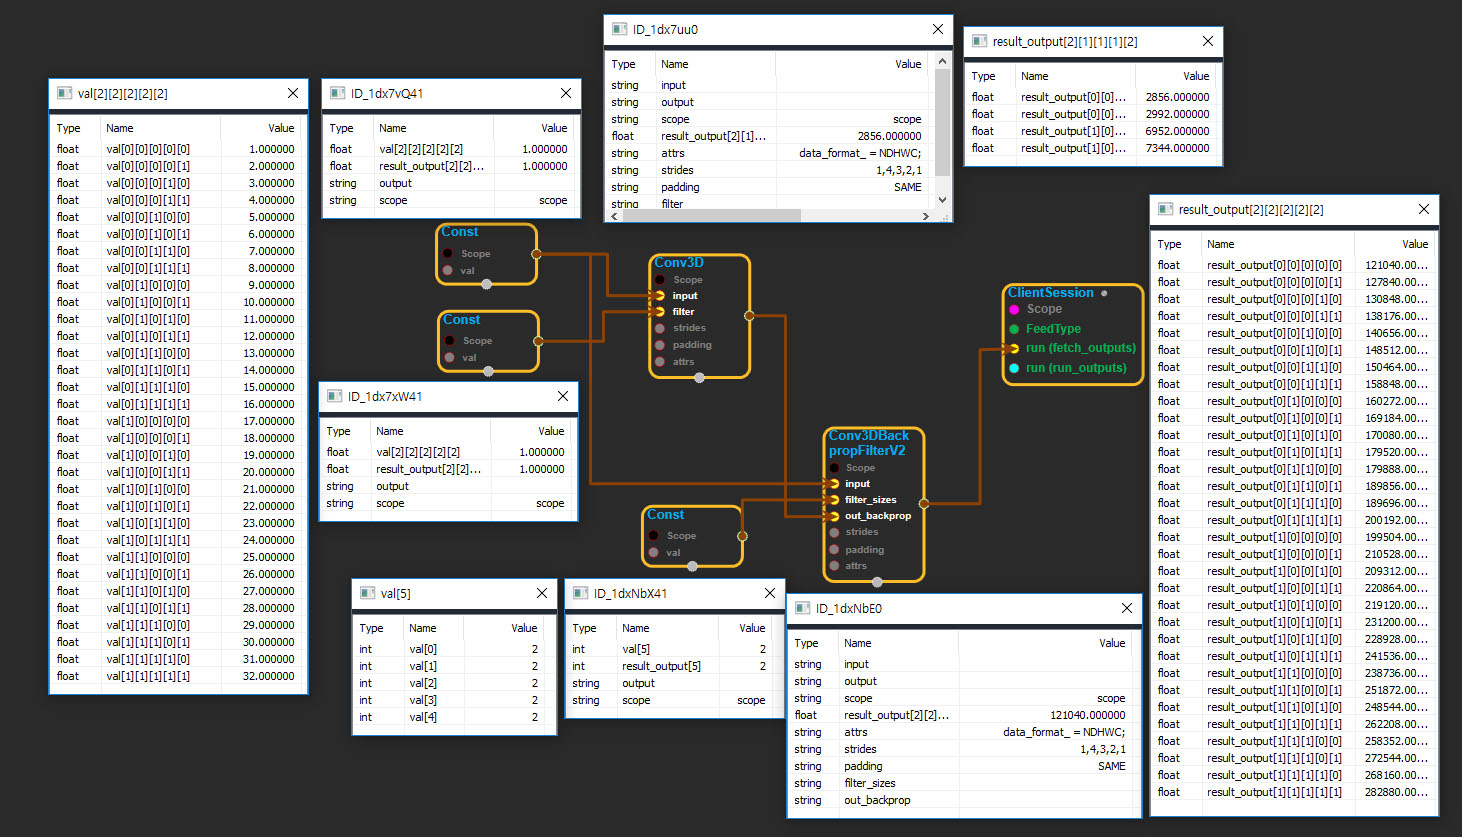 val[2][2][2][2][2]
Type Name Value
float val[0][0][0][0][0] 1.000000
float val[0][0][0][0][1] 2.000000
float val[0][0][0][1][0] 3.000000
float val[0][0][0][1][1] 4.000000
float val[0][0][1][0][0] 5.000000
float val[0][0][1][0][1] 6.000000
float val[0][0][1][1][0] 7.000000
float val[0][0][1][1][1] 8.000000
float val[0][1][0][0][0] 9.000000
float val[0][1][0][0][1] 10.000000
float val[0][1][0][1][0] 11.000000
float val[0][1][0][1][1] 12.000000
float val[0][1][1][0][0] 13.000000
float val[0][1][1][0][1] 14.000000
float val[0][1][1][1][0] 15.000000
float val[0][1][1][1][1] 16.000000
float val[1][0][0][0][0] 17.000000
float val[1][0][0][0][1] 18.000000
float val[1][0][0][1][0] 19.000000
float val[1][0][0][1][1] 20.000000
float val[1][0][1][0][0] 21.000000
float val[1][0][1][0][1] 22.000000
float val[1][0][1][1][0] 23.000000
float val[1][0][1][1][1] 24.000000
float val[1][1][0][0][0] 25.000000
float val[1][1][0][0][1] 26.000000
float val[1][1][0][1][0] 27.000000
float val[1][1][0][1][1] 28.000000
float val[1][1][1][0][0] 29.000000
float val[1][1][1][0][1] 30.000000
float val[1][1][1][1][0] 31.000000
float val[1][1][1][1][1] 32.000000
ID_1dx7vQ41
Type Name Value
float val[2][2][2][2][2] 1.000000
float result_output[2][2]... 1.000000
string output
string scope scope
ID_1dx7uu0
Type Name Value
string input
string output
string scope scope
float result_output[2][1]... 2856.000000
string attrs data_format_ = NDHWC;
string strides 1,4,3,2,1
string padding SAME
string filter
result_output[2][1][1][1][2]
Type Name Value
float result_output[0][0]... 2856.000000
float result_output[0][0]... 2992.000000
float result_output[1][0]... 6952.000000
float result_output[1][0]... 7344.000000
Const
Scope
val
Const
Scope
val
Conv3D
Scope
input
filter
strides
padding
attrs
ClientSession
Scope
FeedType
run (fetch_outputs)
run (run_outputs)
ID_1dx7xW41
Type Name Value
float val[2][2][2][2][2] 1.000000
float result_output[2][2]... 1.000000
string output
string scope scope
Const
Scope
val
Conv3DBack
propFilterV2
Scope
input
filter_sizes
out_backprop
strides
padding
attrs
val[5]
Type Name Value
int val[0] 2
int val[1] 2
int val[2] 2
int val[3] 2
int val[4] 2
ID_1dxNbX41
Type Name Value
int val[5] 2
int result_output[5] 2
string output
string scope scope
ID_1dxNbE0
Type Name Value
string input
string output
string scope scope
float result_output[2][2]... 121040.000000
string attrs data_format_ = NDHWC;
string strides 1,4,3,2,1
string padding SAME
string filter_sizes
string out_backprop
result_output[2][2][2][2][2]
Type Name Value
float result_output[0][0][0][0][0] 121040.00...
float result_output[0][0][0][0][1] 127840.00...
float result_output[0][0][0][1][0] 130848.00...
float result_output[0][0][0][1][1] 138176.00...
float result_output[0][0][1][0][0] 140656.00...
float result_output[0][0][1][0][1] 148512.00...
float result_output[0][0][1][1][0] 150464.00...
float result_output[0][0][1][1][1] 158848.00...
float result_output[0][1][0][0][0] 160272.00...
float result_output[0][1][0][0][1] 169184.00...
float result_output[0][1][0][1][0] 170080.00...
float result_output[0][1][0][1][1] 179520.00...
float result_output[0][1][1][0][0] 179888.00...
float result_output[0][1][1][0][1] 189856.00...
float result_output[0][1][1][1][0] 189696.00...
float result_output[0][1][1][1][1] 200192.00...
float result_output[1][0][0][0][0] 199504.00...
float result_output[1][0][0][0][1] 210528.00...
float result_output[1][0][0][1][0] 209312.00...
float result_output[1][0][0][1][1] 220864.00...
float result_output[1][0][1][0][0] 219120.00...
float result_output[1][0][1][0][1] 231200.00...
float result_output[1][0][1][1][0] 228928.00...
float result_output[1][0][1][1][1] 241536.00...
float result_output[1][1][0][0][0] 238736.00...
float result_output[1][1][0][0][1] 251872.00...
float result_output[1][1][0][1][0] 248544.00...
float result_output[1][1][0][1][1] 262208.00...
float result_output[1][1][1][0][0] 258352.00...
float result_output[1][1][1][0][1] 272544.00...
float result_output[1][1][1][1][0] 268160.00...
float result_output[1][1][1][1][1] 282880.00...